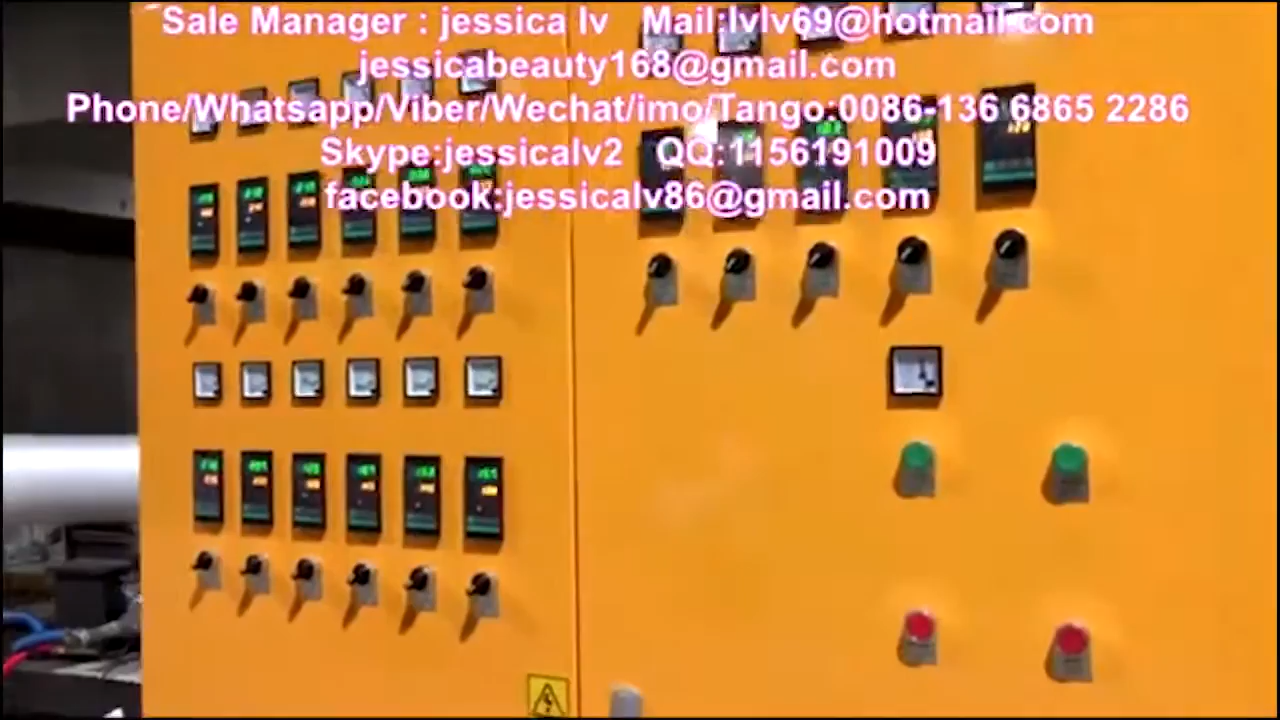 Sale Manager : jessica lv Mail:lvlv69@hotmail.com
jessicabeauty168@gmail.com
Phone/Whatsapp/Viber/Wechat/imo/Tango:0086-136 6865 2286
Skype:jessicalv2 QQ:1156191009
facebook:jessicalv86@gmail.com